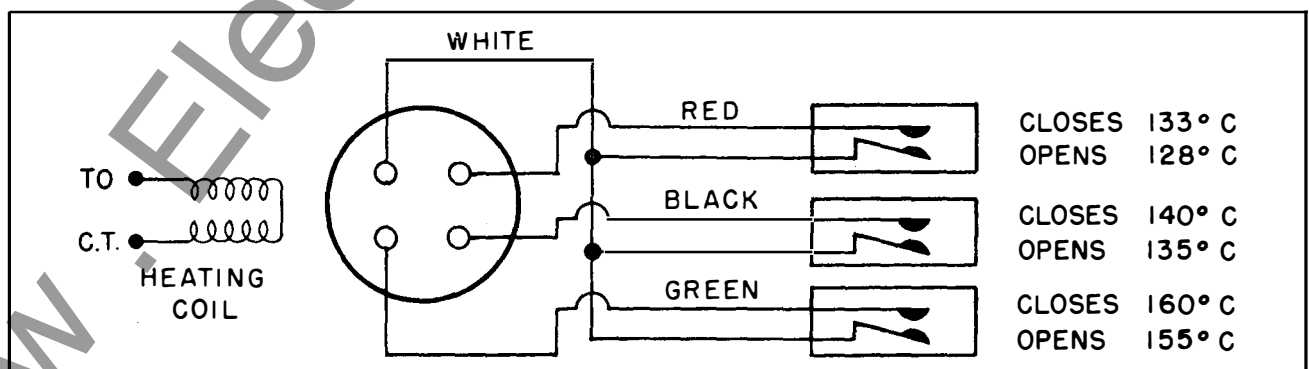 WHITE
RED
CLOSES 133° C
OPENS 128° C
TO
C.T.
HEATING
COIL
BLACK
CLOSES 140° C
OPENS 135° C
GREEN
CLOSES 160° C
OPENS 155° C
w . Elec